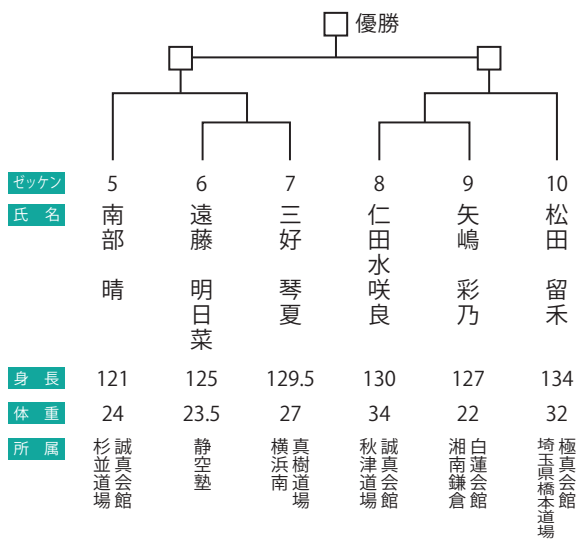 優勝
ゼッケン 5 6 7 8 9 10
氏名 南部 晴 遠藤 明日菜 三好 琴夏 仁田水 咲良 矢嶋 彩乃 松田 留禾
身長 121 125 129.5 130 127 134
体重 24 23.5 27 34 22 32
所属 誠真会館 杉並道場 静空塾 真樹道場 横浜南 誠真会館 秋津道場 白蓮会館 湘南鎌倉 極真会館 埼玉県橋本道場